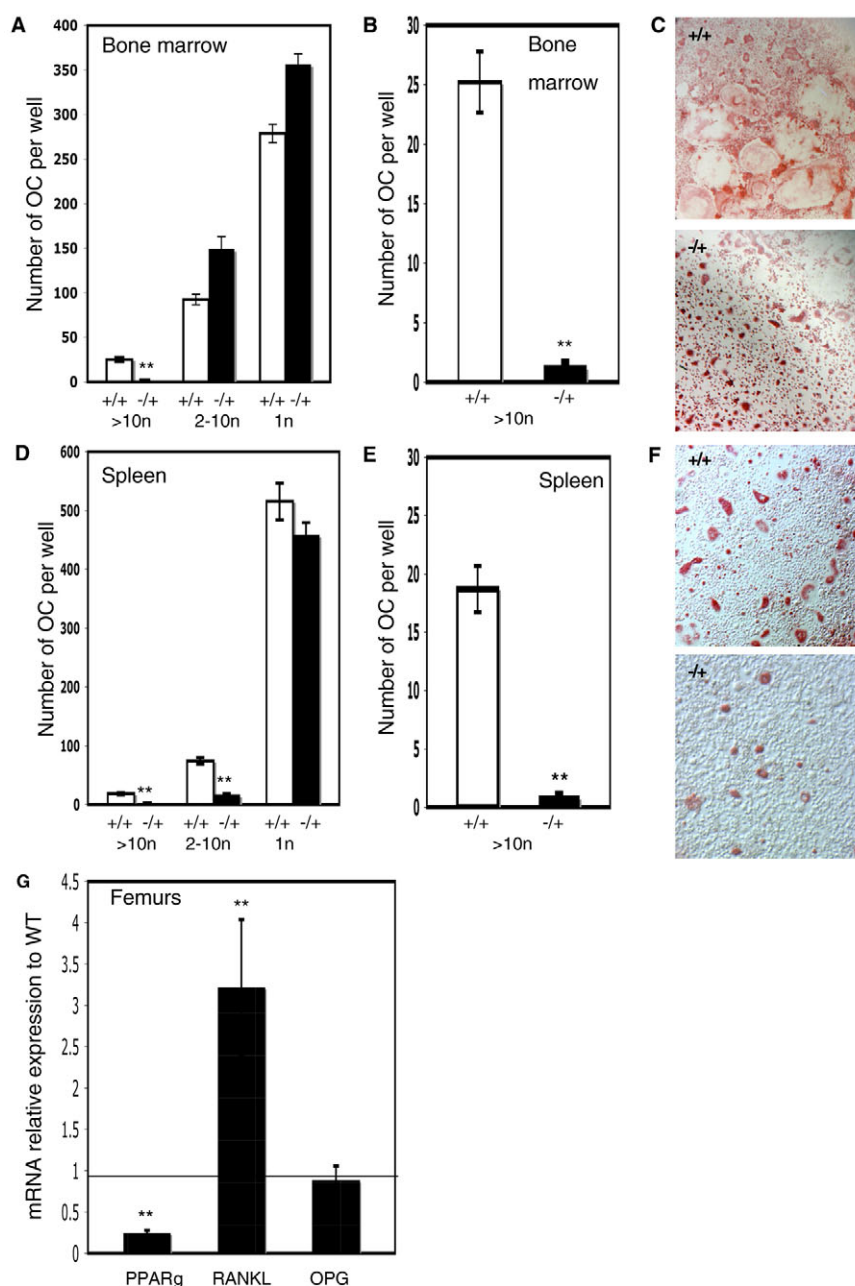 A
Number of OC per well
400
350
300
250
200
150
100
50
0
Bone marrow
**
+/+ -/+ +/+ -/+ +/+ -/+
>10n 2-10n 1n
B
Number of OC per well
30
25
20
15
10
5
0
Bone
marrow
**
+/+ -/+
>10n
C
+/+
-/+
D
Number of OC per well
600
500
400
300
200
100
0
Spleen
**
**
+/+ -/+ +/+ -/+ +/+ -/+
>10n 2-10n 1n
E
Number of OC per well
30
25
20
15
10
5
0
Spleen
**
+/+ -/+
>10n
F
+/+
-/+
G
mRNA relative expression to WT
4.5
4
3.5
3
2.5
2
1.5
1
0.5
0
Femurs
**
**
PPARg RANKL OPG